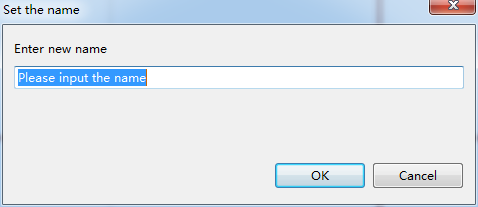 Set the name
Enter new name
Please input the name
OK
Cancel